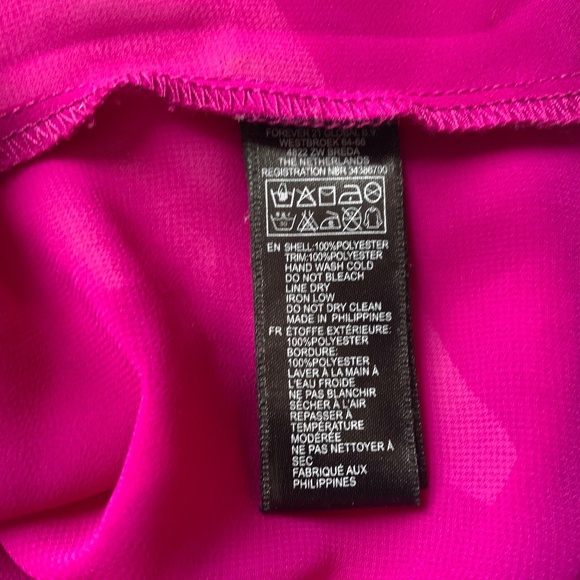 FOREVER 21 GLOBAL B.V
WESTBROEK 64-66
4822 ZW BREDA
THE NETHERLANDS
REGISTRATION NBR 34386700
EN SHELL:100%POLYESTER
TRIM:100%POLYESTER
HAND WASH COLD
DO NOT BLEACH
LINE DRY
IRON LOW
DO NOT DRY CLEAN
MADE IN PHILIPPINES
FR ÉTOFFE EXTÉRIEURE:
100%POLYESTER
BORDURE:
100%POLYESTER
LAVER À LA MAIN À
L'EAU FROIDE
NE PAS BLANCHIR
SÉCHER À L'AIR
REPASSER À
TEMPÉRATURE
MODÉRÉE
NE PAS NETTOYER À
SEC
FABRIQUÉ AUX
PHILIPPINES